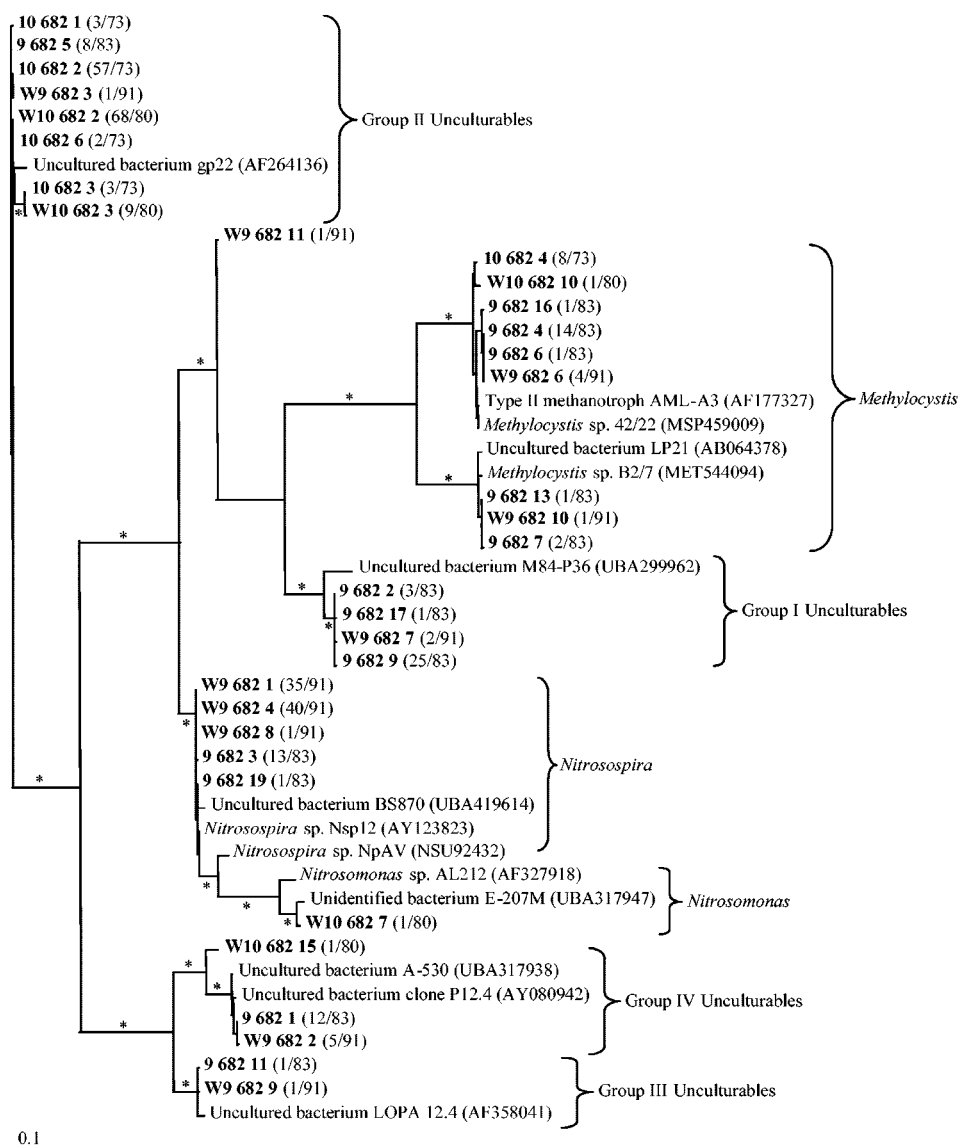 10 682 1 (3/73)
9 682 5 (8/83)
10 682 2 (57/73)
W9 682 3 (1/91)
W10 682 2 (68/80)
Group II Unculturables
10 682 6 (2/73)
Uncultured bacterium gp22 (AF264136)
10 682 3 (3/73)
* W10 682 3 (9/80)
W9 682 11 (1/91)
10 682 4 (8/73)
W10 682 10 (1/80)
9 682 16 (1/83)
*
9 682 4 (14/83)
9 682 6 (1/83)
*
W9 682 6 (4/91)
*
Type II methanotroph AML-A3 (AF177327)
Methylocystis
Methylocystis sp. 42/22 (MSP459009)
Uncultured bacterium LP21 (AB064378)
*
Methylocystis sp. B2/7 (MET544094)
9 682 13 (1/83)
W9 682 10 (1/91)
*
9 682 7 (2/83)
Uncultured bacterium M84-P36 (UBA299962)
*
9 682 2 (3/83)
9 682 17 (1/83)
Group I Unculturables
*
W9 682 7 (2/91)
9 682 9 (25/83)
W9 682 1 (35/91)
W9 682 4 (40/91)
*
W9 682 8 (1/91)
9 682 3 (13/83)
Nitrosospira
*
9 682 19 (1/83)
Uncultured bacterium BS870 (UBA419614)
Nitrosospira sp. Nsp12 (AY123823)
Nitrosospira sp. NpAV (NSU92432)
*
Nitrosomonas sp. AL212 (AF327918)
*
Unidentified bacterium E-207M (UBA317947)
Nitrosomonas
* W10 682 7 (1/80)
W10 682 15 (1/80)
*
Uncultured bacterium A-530 (UBA317938)
*
Uncultured bacterium clone P12.4 (AY080942)
Group IV Unculturables
9 682 1 (12/83)
*
W9 682 2 (5/91)
9 682 11 (1/83)
*
W9 682 9 (1/91)
Group III Unculturables
Uncultured bacterium LOPA 12.4 (AF358041)
0.1